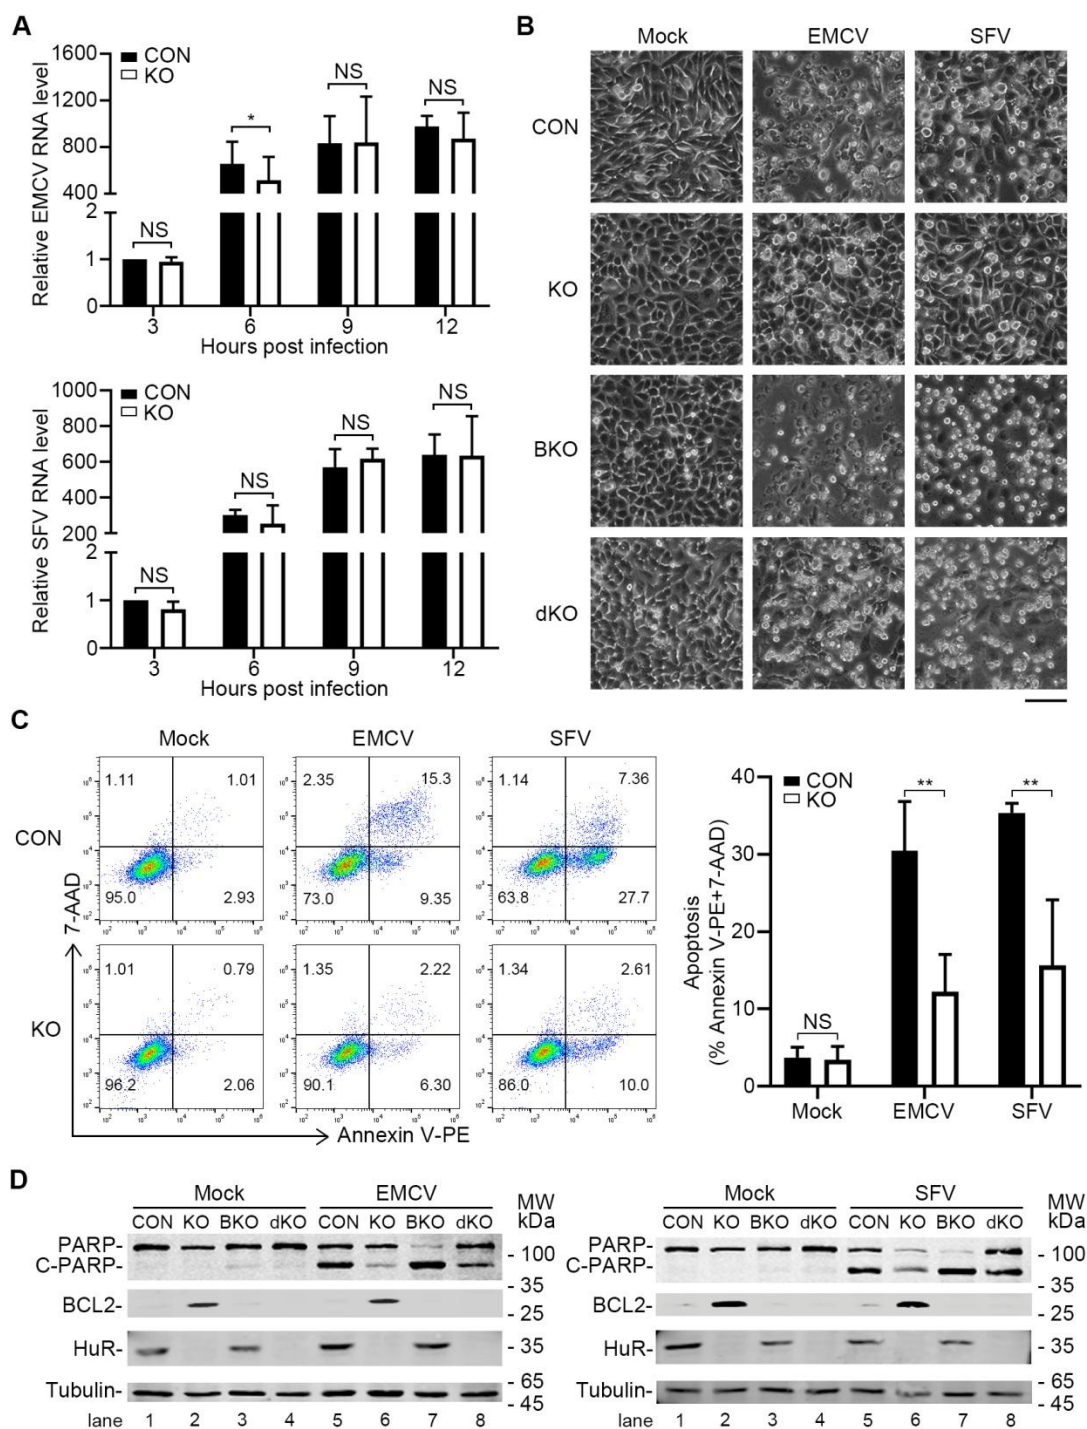 A
1600
1200
800
400
2
1
0
Relative EMCV RNA level
CON
KO
NS
*
NS
NS
3 6 9 12
Hours post infection
1000
800
600
400
200
2
1
0
Relative SFV RNA level
CON
KO
NS
NS
NS
NS
3 6 9 12
Hours post infection
B
Mock EMCV SFV
CON
KO
BKO
dKO
C
Mock EMCV SFV
CON
1.11 1.01 2.35 15.3 1.14 7.36
95.0 2.93 73.0 9.35 63.8 27.7
KO
1.01 0.79 1.35 2.22 1.34 2.61
96.2 2.06 90.1 6.30 86.0 10.0
7-AAD
Annexin V-PE
40
30
20
10
0
Apoptosis
(% Annexin V-PE+7-AAD)
CON
KO
NS
**
**
Mock EMCV SFV
D
Mock EMCV MW
CON KO BKO dKO CON KO BKO dKO kDa
PARP-
- 100
C-PARP-
- 35
BCL2-
- 25
HuR-
- 35
- 65
Tubulin-
- 45
lane 1 2 3 4 5 6 7 8
Mock SFV MW
CON KO BKO dKO CON KO BKO dKO kDa
PARP-
- 100
C-PARP-
- 35
BCL2-
- 25
HuR-
- 35
- 65
Tubulin-
- 45
lane 1 2 3 4 5 6 7 8